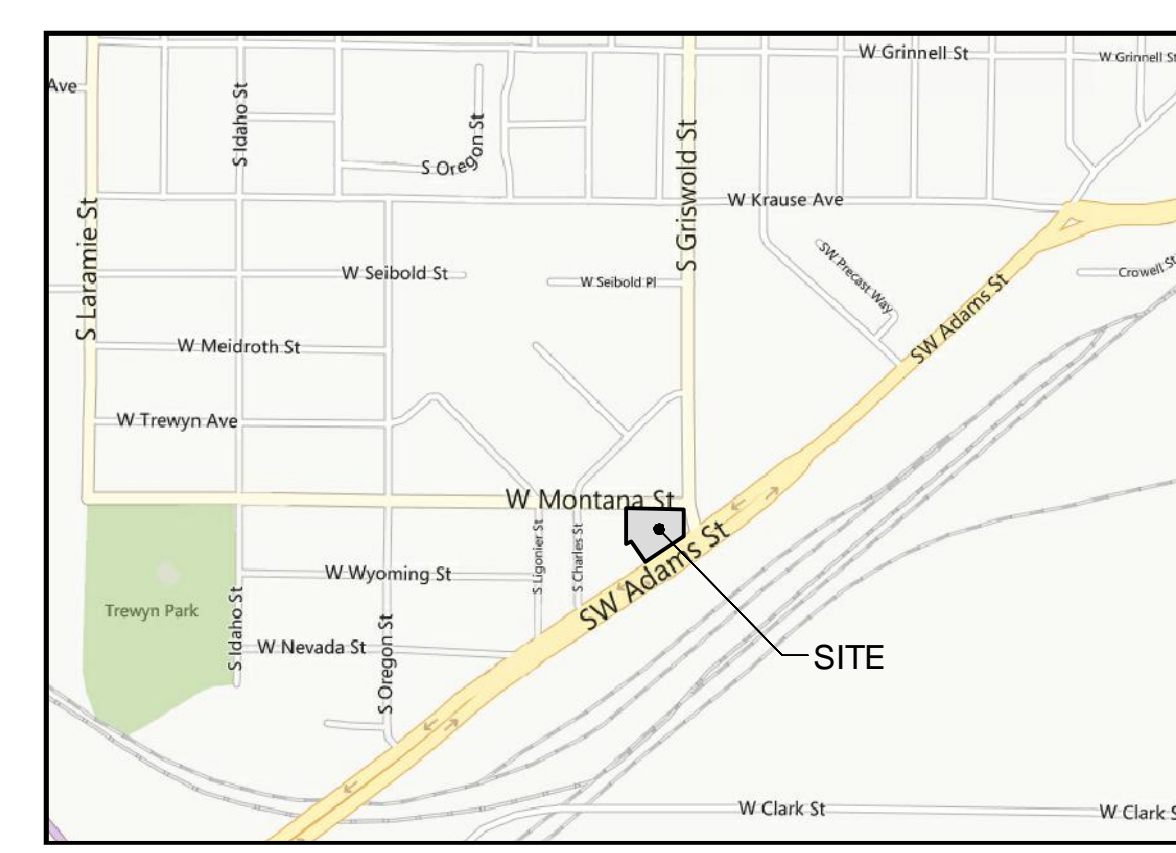 W Grinnell St
W Grinnell St
Ave
S Idaho St
S Oregon St
S Griswold St
W Krause Ave
S Laramie St
W Seibold St
W Seibold Pl
SW Precast Way
Crowell St
SW Adams St
W Meidroth St
W Trewyn Ave
W Montana St
S Ligonier St
S Charles St
SW Adams St
W Wyoming St
Trewyn Park
S Idaho St
W Nevada St
S Oregon St
SITE
W Clark St
W Clark S